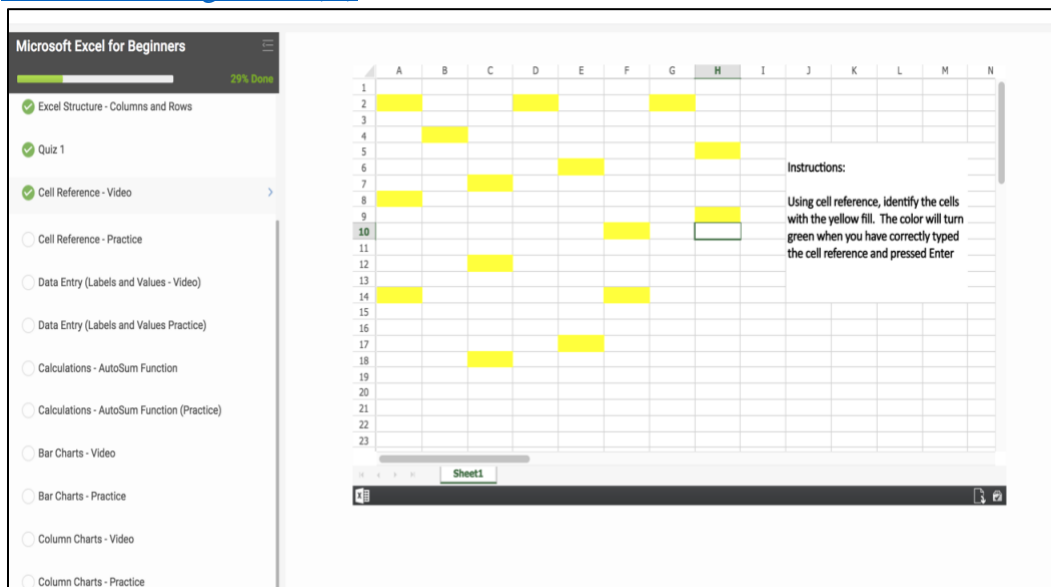 Microsoft Excel for Beginners
29% Done
Excel Structure - Columns and Rows
Quiz 1
Cell Reference - Video
Cell Reference - Practice
Data Entry (Labels and Values - Video)
Data Entry (Labels and Values Practice)
Calculations - AutoSum Function
Calculations - AutoSum Function (Practice)
Bar Charts - Video
Bar Charts - Practice
Column Charts - Video
Column Charts - Practice
A B C D E F G H I J K L M N
1
2
3
4
5
6
7
8
9
10
11
12
13
14
15
16
17
18
19
20
21
22
23
Instructions:
Using cell reference, identify the cells
with the yellow fill. The color will turn
green when you have correctly typed
the cell reference and pressed Enter
Sheet1